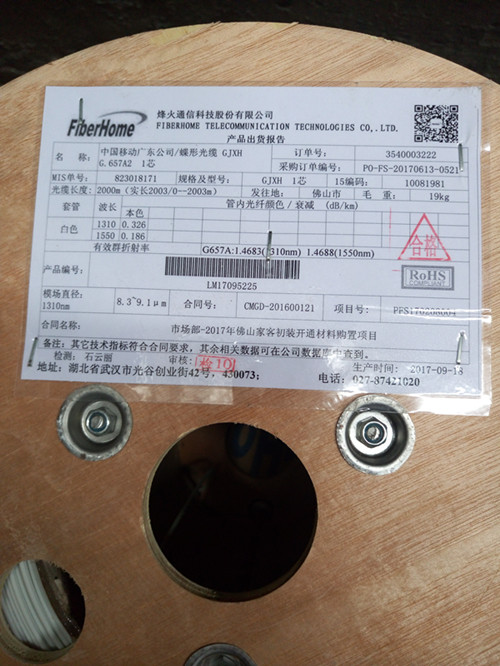 FiberHome
烽火通信科技股份有限公司
FIBERHOME TELECOMMUNICATION TECHNOLOGIES CO,.LTD.
产品出货报告
名 称: 中国移动广东公司/蝶形光缆 GJXH G.657A2 1芯 订单号: 3540003222
采购订单编号: PO-FS-20170613-0521
MIS单号: 823018171 规格及型号: GJXH 1芯 15编码: 10081981
光缆长度: 2000m (实长2003/0--2003m) 发往地: 佛山市 毛 重: 19kg
套管 波长 本色 管内光纤颜色/衰减 (dB/km)
白色 1310 0.326
1550 0.186
有效群折射率 G657A:1.4683(1310nm) 1.4688(1550nm)
合格
RoHS
COMPLIANT
产品编号:
LM17095225
模场直径: 1310nm 8.3~9.1μm 合同号: CMGD-201600121 项目号:
合同名称: 市场部-2017年佛山家客初装开通材料购置项目
备注: 其它技术指标符合合同要求, 其余相关数据可在公司数据库中查到。
检测: 石云丽 审核: 检10 生产时间: 2017-09-18
地址: 湖北省武汉市光谷创业街42号, 430073; 电话: 027-87421020